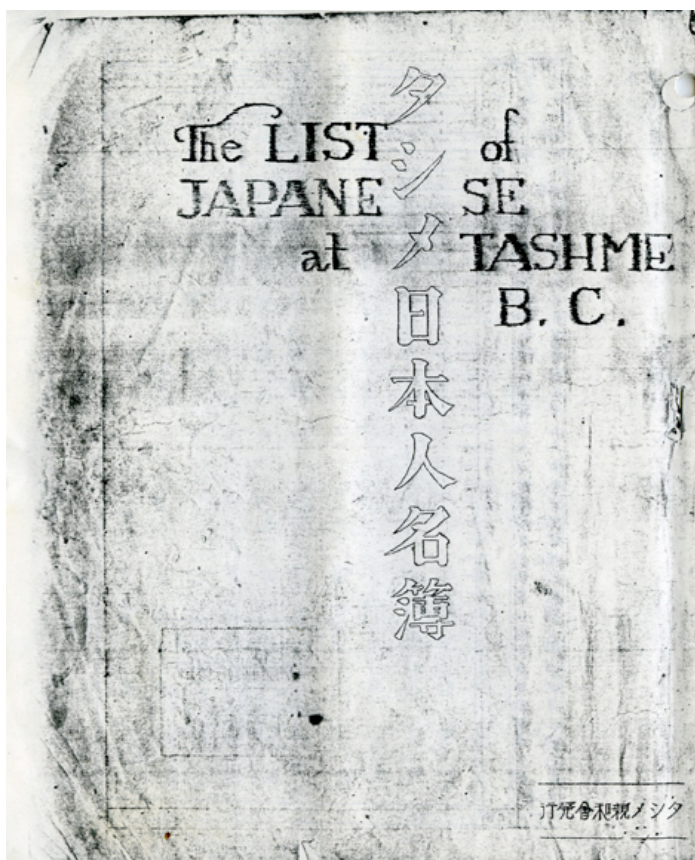 The LIST of
JAPANESE
at TASHME
B. C.
タシメ日本人名簿
タシメ親和會発行